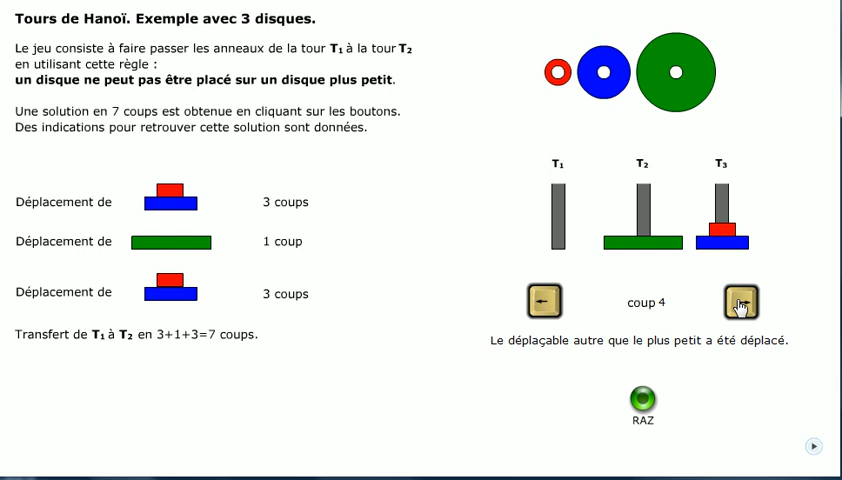 Tours de Hanoï. Exemple avec 3 disques.
Le jeu consiste à faire passer les anneaux de la tour T1 à la tour T2
en utilisant cette règle :
un disque ne peut pas être placé sur un disque plus petit.
Une solution en 7 coups est obtenue en cliquant sur les boutons.
Des indications pour retrouver cette solution sont données.
Déplacement de 3 coups
Déplacement de 1 coup
Déplacement de 3 coups
Transfert de T1 à T2 en 3+1+3=7 coups.
T1 T2 T3
coup 4
Le déplaçable autre que le plus petit a été déplacé.
RAZ